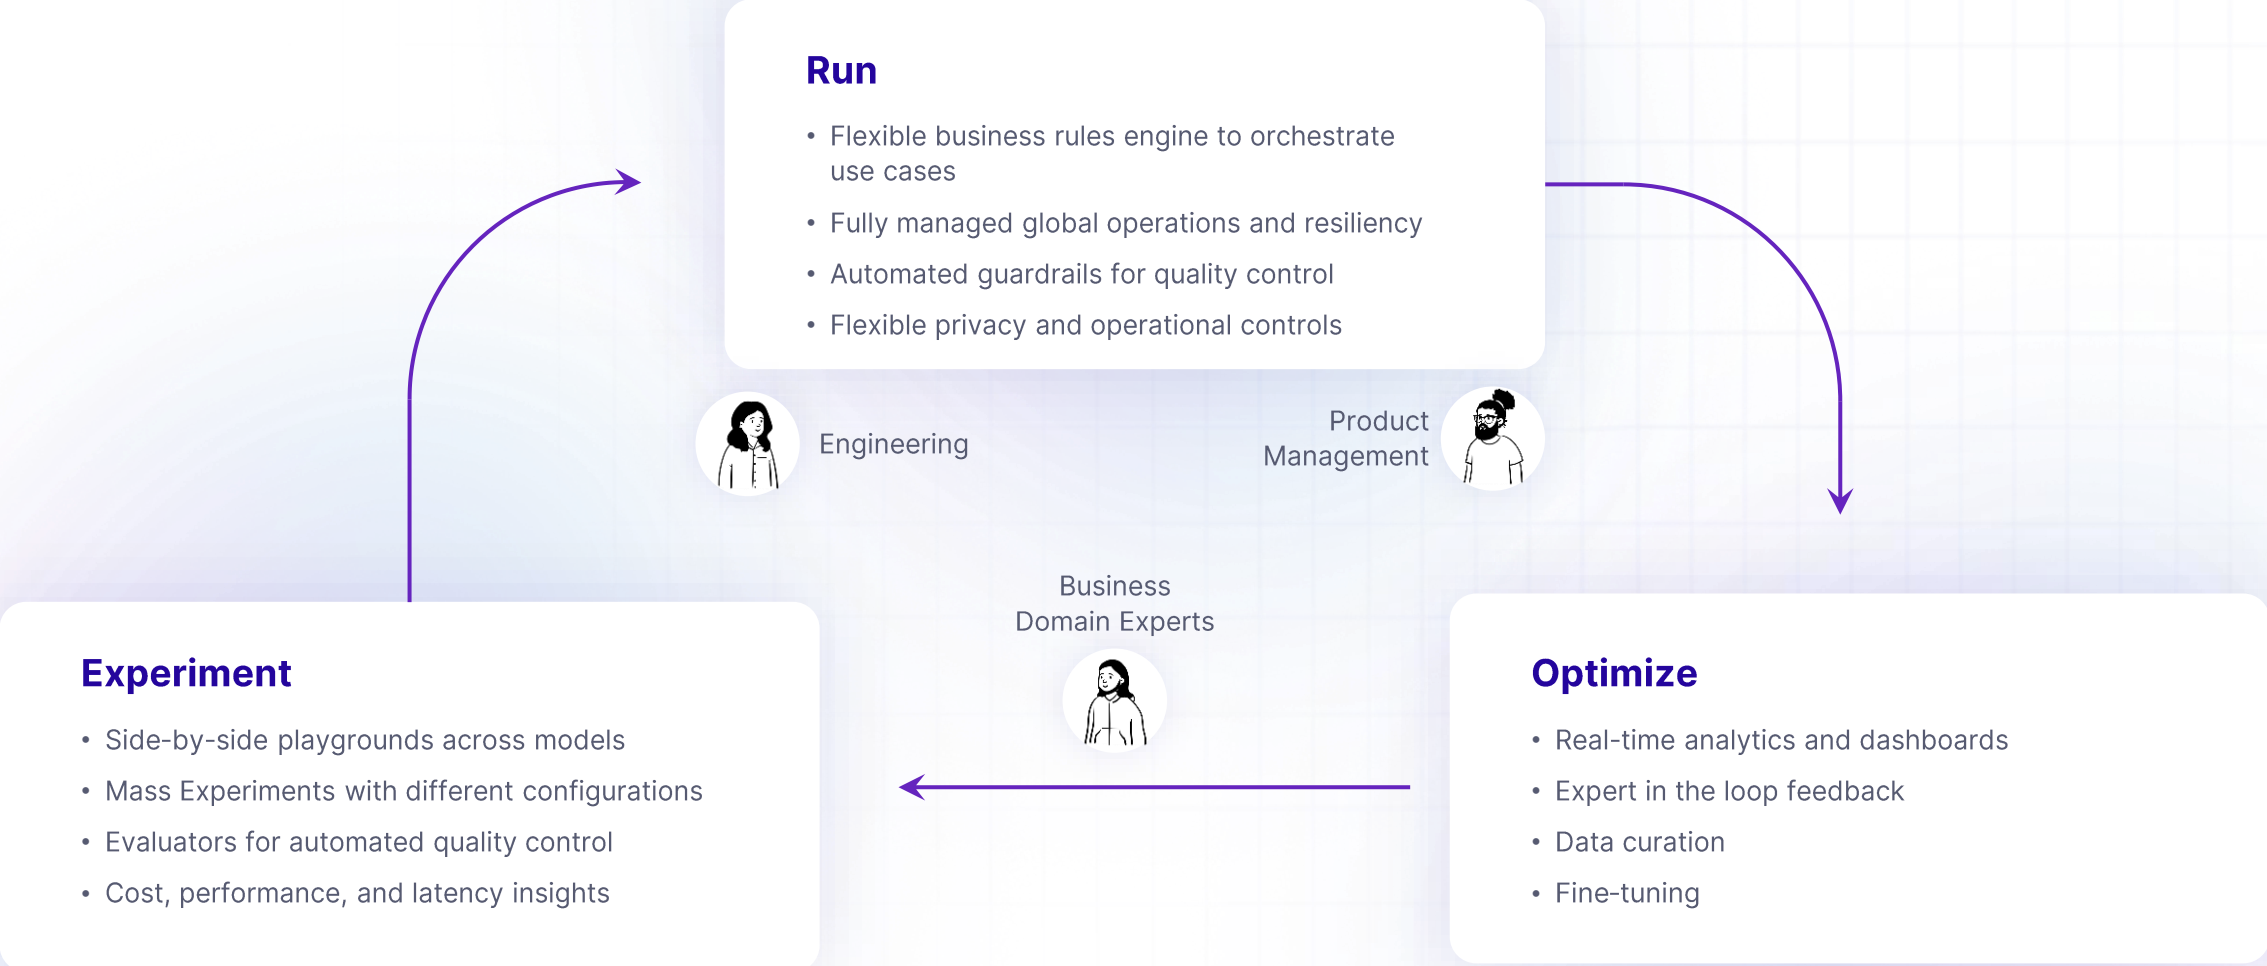 Run
• Flexible business rules engine to orchestrate
use cases
• Fully managed global operations and resiliency
• Automated guardrails for quality control
• Flexible privacy and operational controls
Engineering
Product
Management
Business
Domain Experts
Experiment
• Side-by-side playgrounds across models
• Mass Experiments with different configurations
• Evaluators for automated quality control
• Cost, performance, and latency insights
Optimize
• Real-time analytics and dashboards
• Expert in the loop feedback
• Data curation
• Fine-tuning